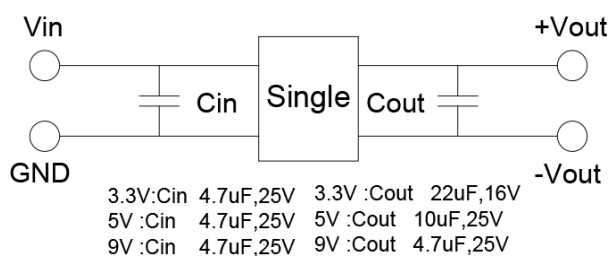 Vin
+Vout
Cin
Single
Cout
GND
-Vout
3.3V:Cin 4.7uF,25V 3.3V :Cout 22uF,16V
5V :Cin 4.7uF,25V 5V :Cout 10uF,25V
9V :Cin 4.7uF,25V 9V :Cout 4.7uF,25V